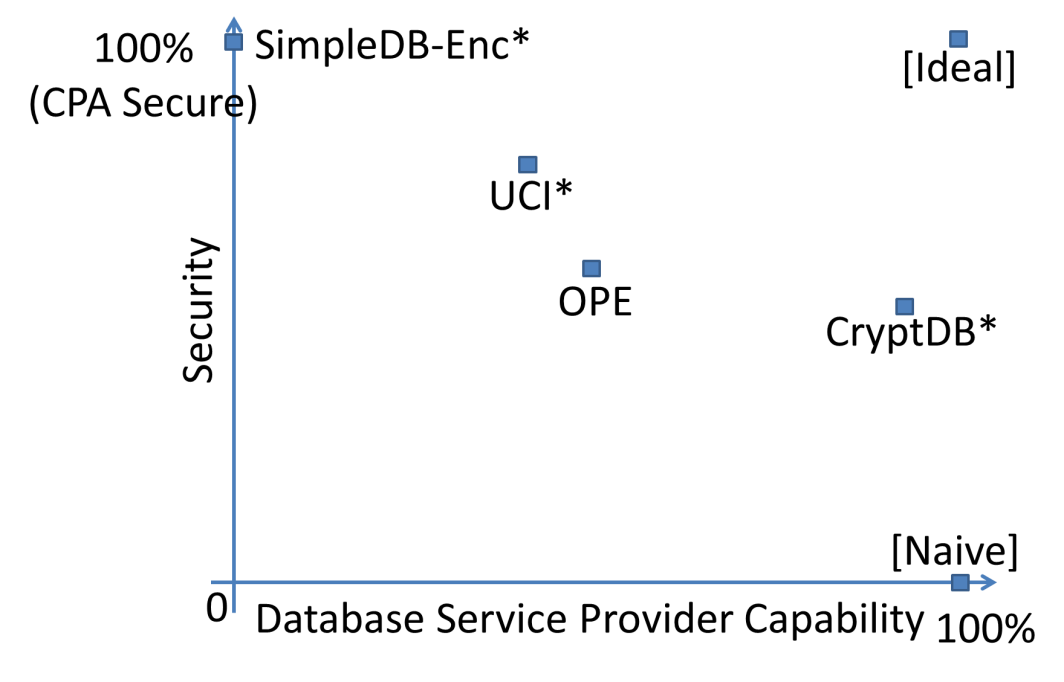 100%
SimpleDB-Enc*
[Ideal]
(CPA Secure)
UCI*
Security
OPE
CryptDB*
[Naive]
0
Database Service Provider Capability
100%